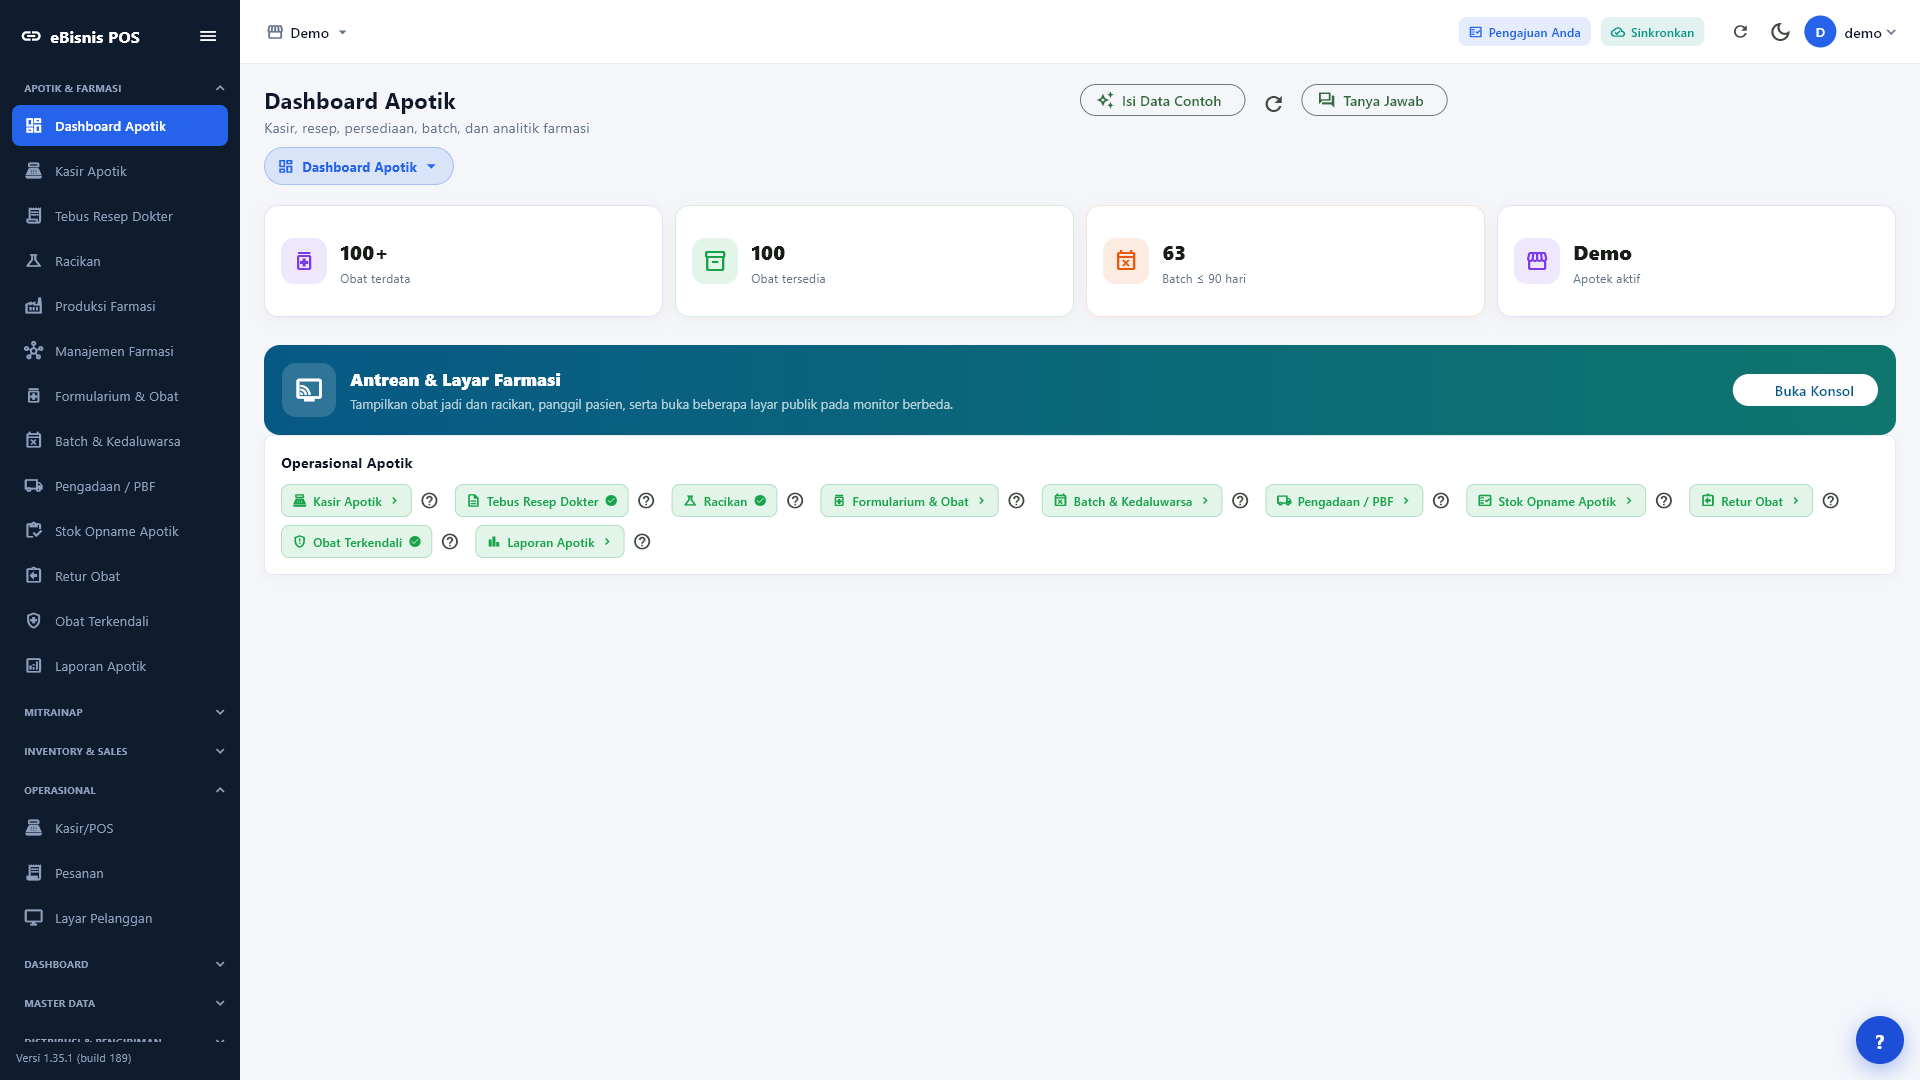 eBisnis POS
Demo
Pengajuan Anda
Sinkronkan
D
demo
APOTIK & FARMASI
Dashboard Apotik
Kasir Apotik
Tebus Resep Dokter
Racikan
Produksi Farmasi
Manajemen Farmasi
Formularium & Obat
Batch & Kedaluwarsa
Pengadaan / PBF
Stok Opname Apotik
Retur Obat
Obat Terkendali
Laporan Apotik
MITRAINAP
INVENTORY & SALES
OPERASIONAL
Kasir/POS
Pesanan
Layar Pelanggan
DASHBOARD
MASTER DATA
DISTRIBUSI & PENGIRIMAN
Versi 1.35.1 (build 189)
Dashboard Apotik
Kasir, resep, persediaan, batch, dan analitik farmasi
Isi Data Contoh
Tanya Jawab
Dashboard Apotik
100+
Obat terdata
100
Obat tersedia
63
Batch ≤ 90 hari
Demo
Apotek aktif
Antrean & Layar Farmasi
Tampilkan obat jadi dan racikan, panggil pasien, serta buka beberapa layar publik pada monitor berbeda.
Buka Konsol
Operasional Apotik
Kasir Apotik
Tebus Resep Dokter
Racikan
Formularium & Obat
Batch & Kedaluwarsa
Pengadaan / PBF
Stok Opname Apotik
Retur Obat
Obat Terkendali
Laporan Apotik
?